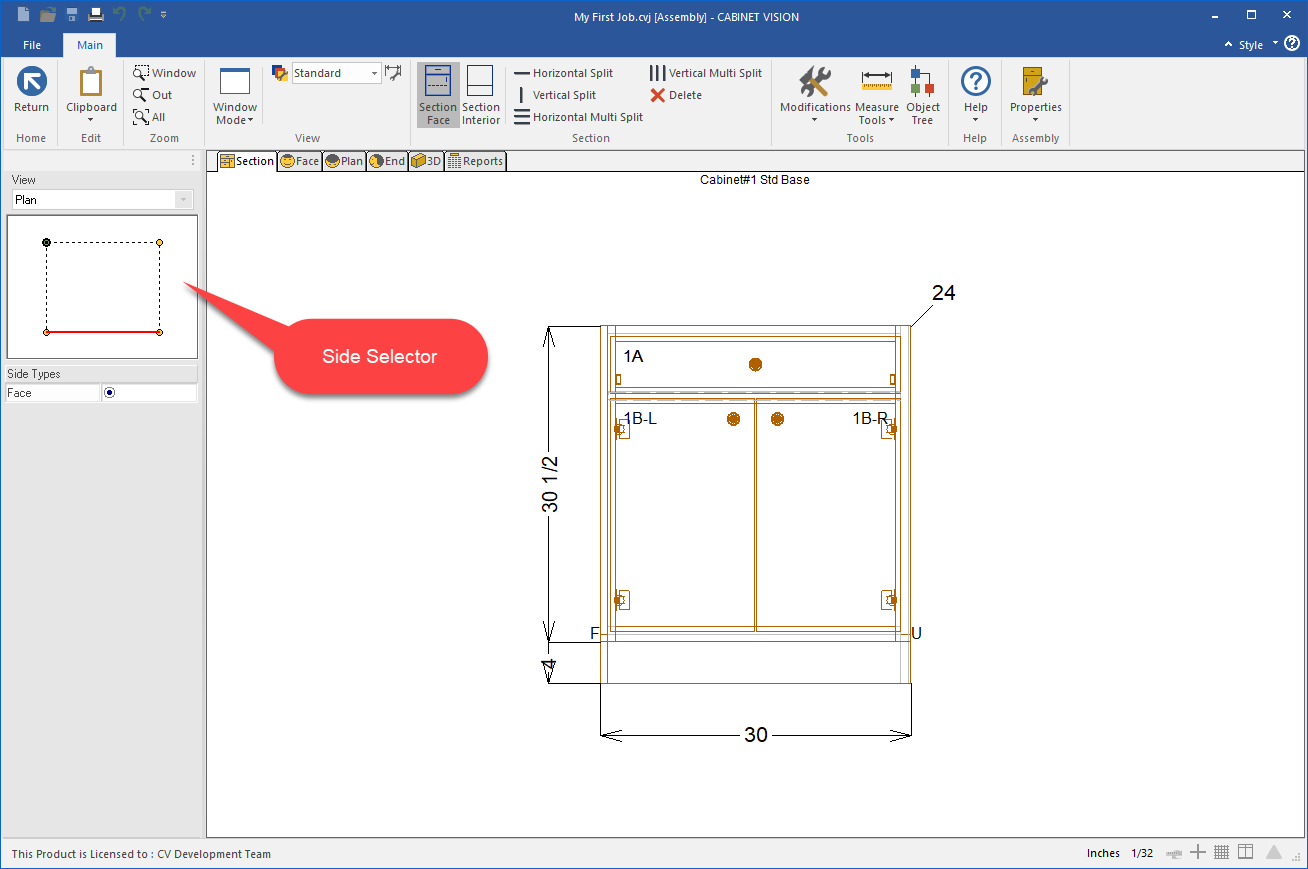 My First Job.cvj [Assembly] - CABINET VISION
File
Main
Style
Return
Home
Clipboard
Edit
Window
Out
All
Zoom
Window
Mode
Standard
View
Section
Face
Section
Interior
Horizontal Split
Vertical Split
Horizontal Multi Split
Vertical Multi Split
Delete
Section
Modifications
Measure
Tools
Object
Tree
Tools
Help
Help
Properties
Assembly
View
Plan
Side Types
Face
Section
Face
Plan
End
3D
Reports
Cabinet#1 Std Base
Side Selector
24
1A
1B-L
1B-R
30 1/2
F
U
4
30
This Product is Licensed to : CV Development Team
Inches
1/32